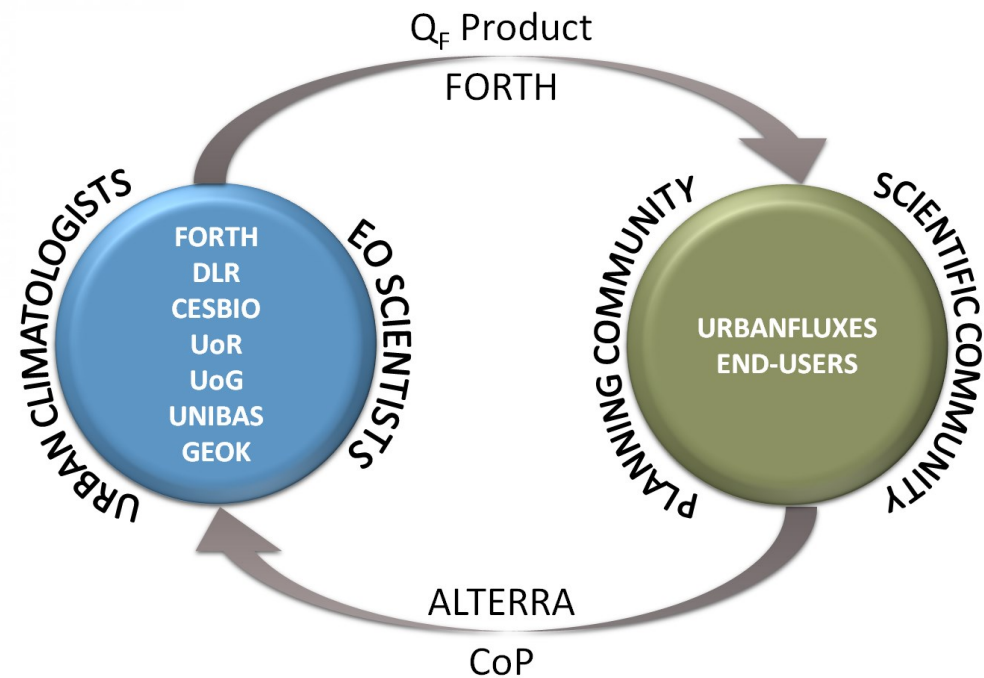 Q_F Product
FORTH
URBAN CLIMATOLOGISTS
FORTH
DLR
CESBIO
UoR
UoG
UNIBAS
GEOK
EO SCIENTISTS
PLANNING COMMUNITY
URBANFLUXES
END-USERS
SCIENTIFIC COMMUNITY
ALTERRA
CoP